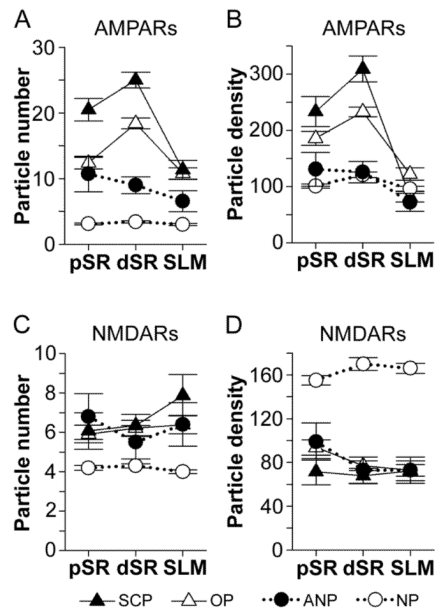 A
AMPARs
Particle number
30
20
10
0
pSR dSR SLM
B
AMPARs
Particle density
300
200
100
0
pSR dSR SLM
C
NMDARs
Particle number
10
8
6
4
2
0
pSR dSR SLM
D
NMDARs
Particle density
160
120
80
40
0
pSR dSR SLM
SCP OP ANP NP